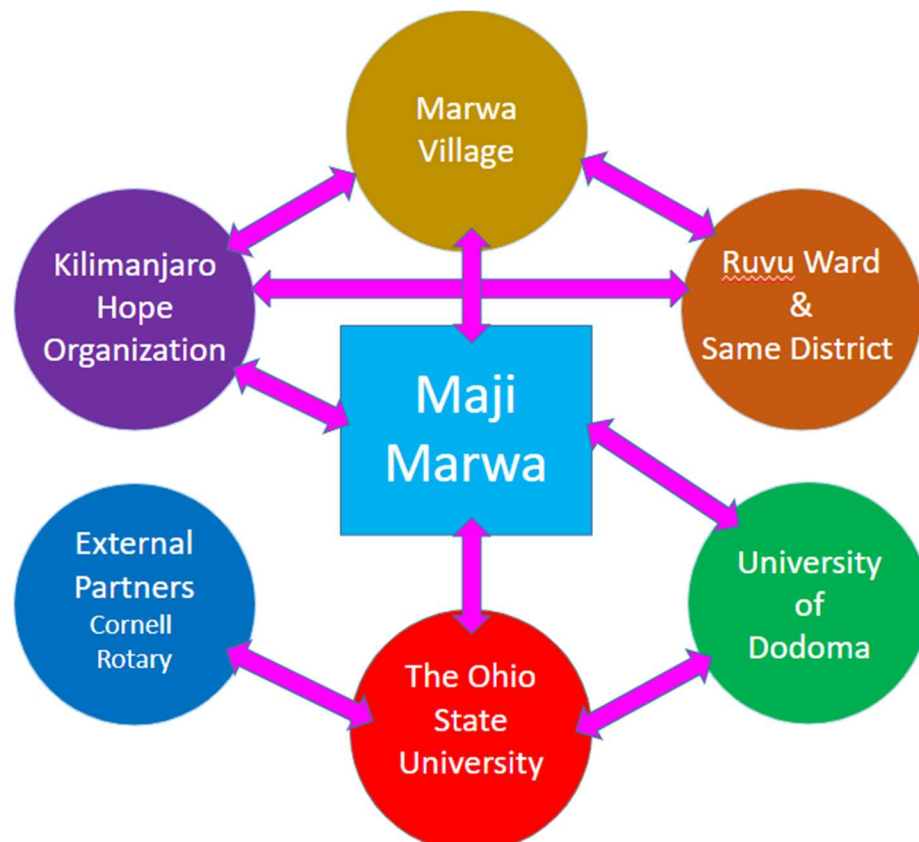 Marwa
Village
Kilimanjaro
Hope
Organization
Ruvu Ward
&
Same District
Maji
Marwa
External
Partners
Cornell
Rotary
University
of
Dodoma
The Ohio
State
University